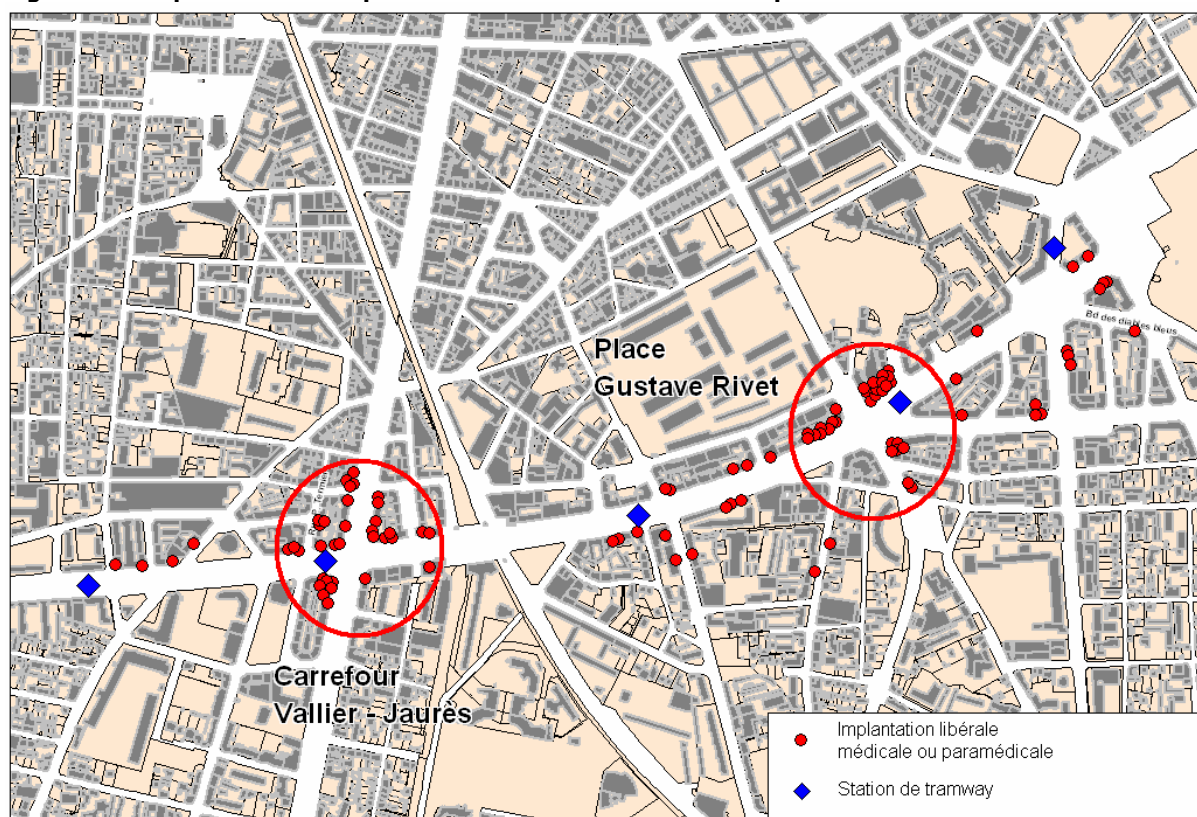 Place
Gustave Rivet
Bd des diables bleus
Carrefour
Vallier - Jaurès
Implantation libérale
médicale ou paramédicale
Station de tramway